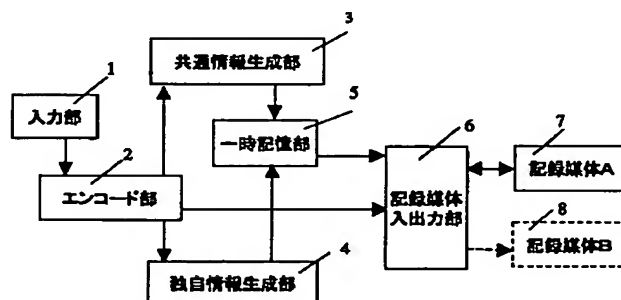 3
共通情報生成部
1
入力部
5
一時記憶部
6
7
2
エンコード部
記録媒体
入出力部
記録媒体A
8
記録媒体B
4
独自情報生成部